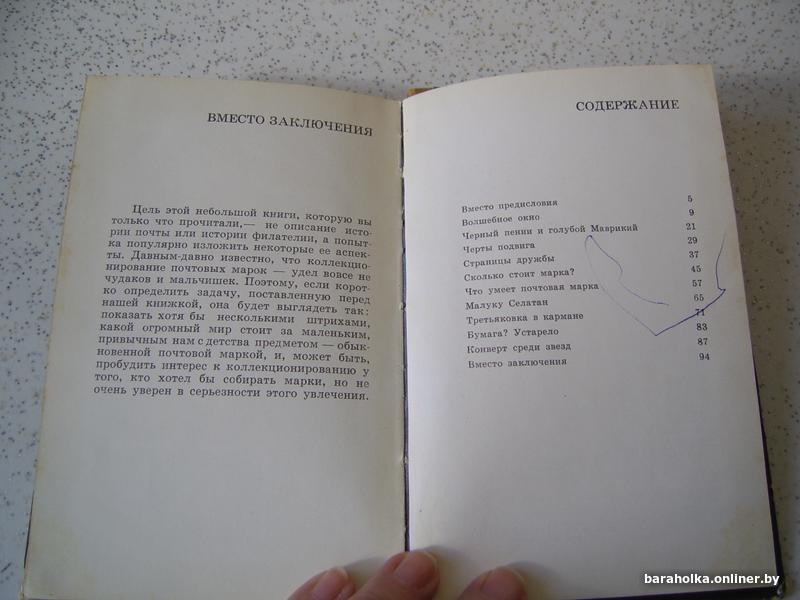 ВМЕСТО ЗАКЛЮЧЕНИЯ
Цель этой небольшой книги, которую вы
только что прочитали,— не описание исто-
рии почты или истории филателии, а попыт-
ка популярно изложить некоторые ее аспек-
ты. Давным-давно известно, что коллекцио-
нирование почтовых марок — удел вовсе не
чудаков и мальчишек. Поэтому, если корот-
ко определить задачу, поставленную перед
нашей книжкой, она будет выглядеть так:
показать хотя бы несколькими штрихами,
какой огромный мир стоит за маленьким,
привычным нам с детства предметом — обык-
новенной почтовой маркой, и, может быть,
пробудить интерес к коллекционированию у
того, кто хотел бы собирать марки, но не
очень уверен в серьезности этого увлечения.
СОДЕРЖАНИЕ
Вместо предисловия 5
Волшебное окно 9
Черный пенни и голубой Маврикий 21
Черты подвига 29
Страницы дружбы 37
Сколько стоит марка? 45
Что умеет почтовая марка 57
Малуку Селатан 65
Третьяковка в кармане 71
Бумага? Устарело 83
Конверт среди звезд 87
Вместо заключения 94
baraholka.onliner.by